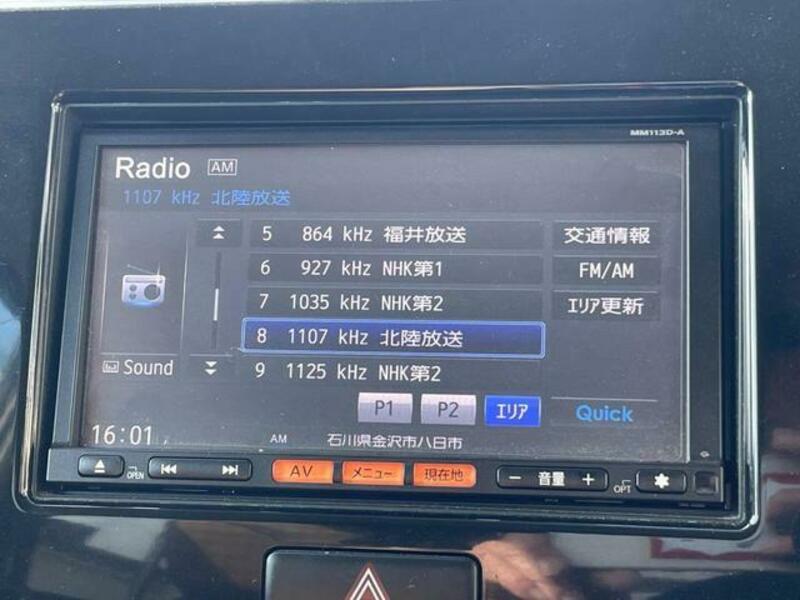 MM113D-A
Radio AM
1107 kHz 北陸放送
5 864 kHz 福井放送
6 927 kHz NHK第1
7 1035 kHz NHK第2
8 1107 kHz 北陸放送
9 1125 kHz NHK第2
交通情報
FM/AM
エリア更新
Sound
P1 P2 エリア Quick
16:01 AM 石川県金沢市八日市
OPEN AV メニュー 現在地 − 音量 + OPT